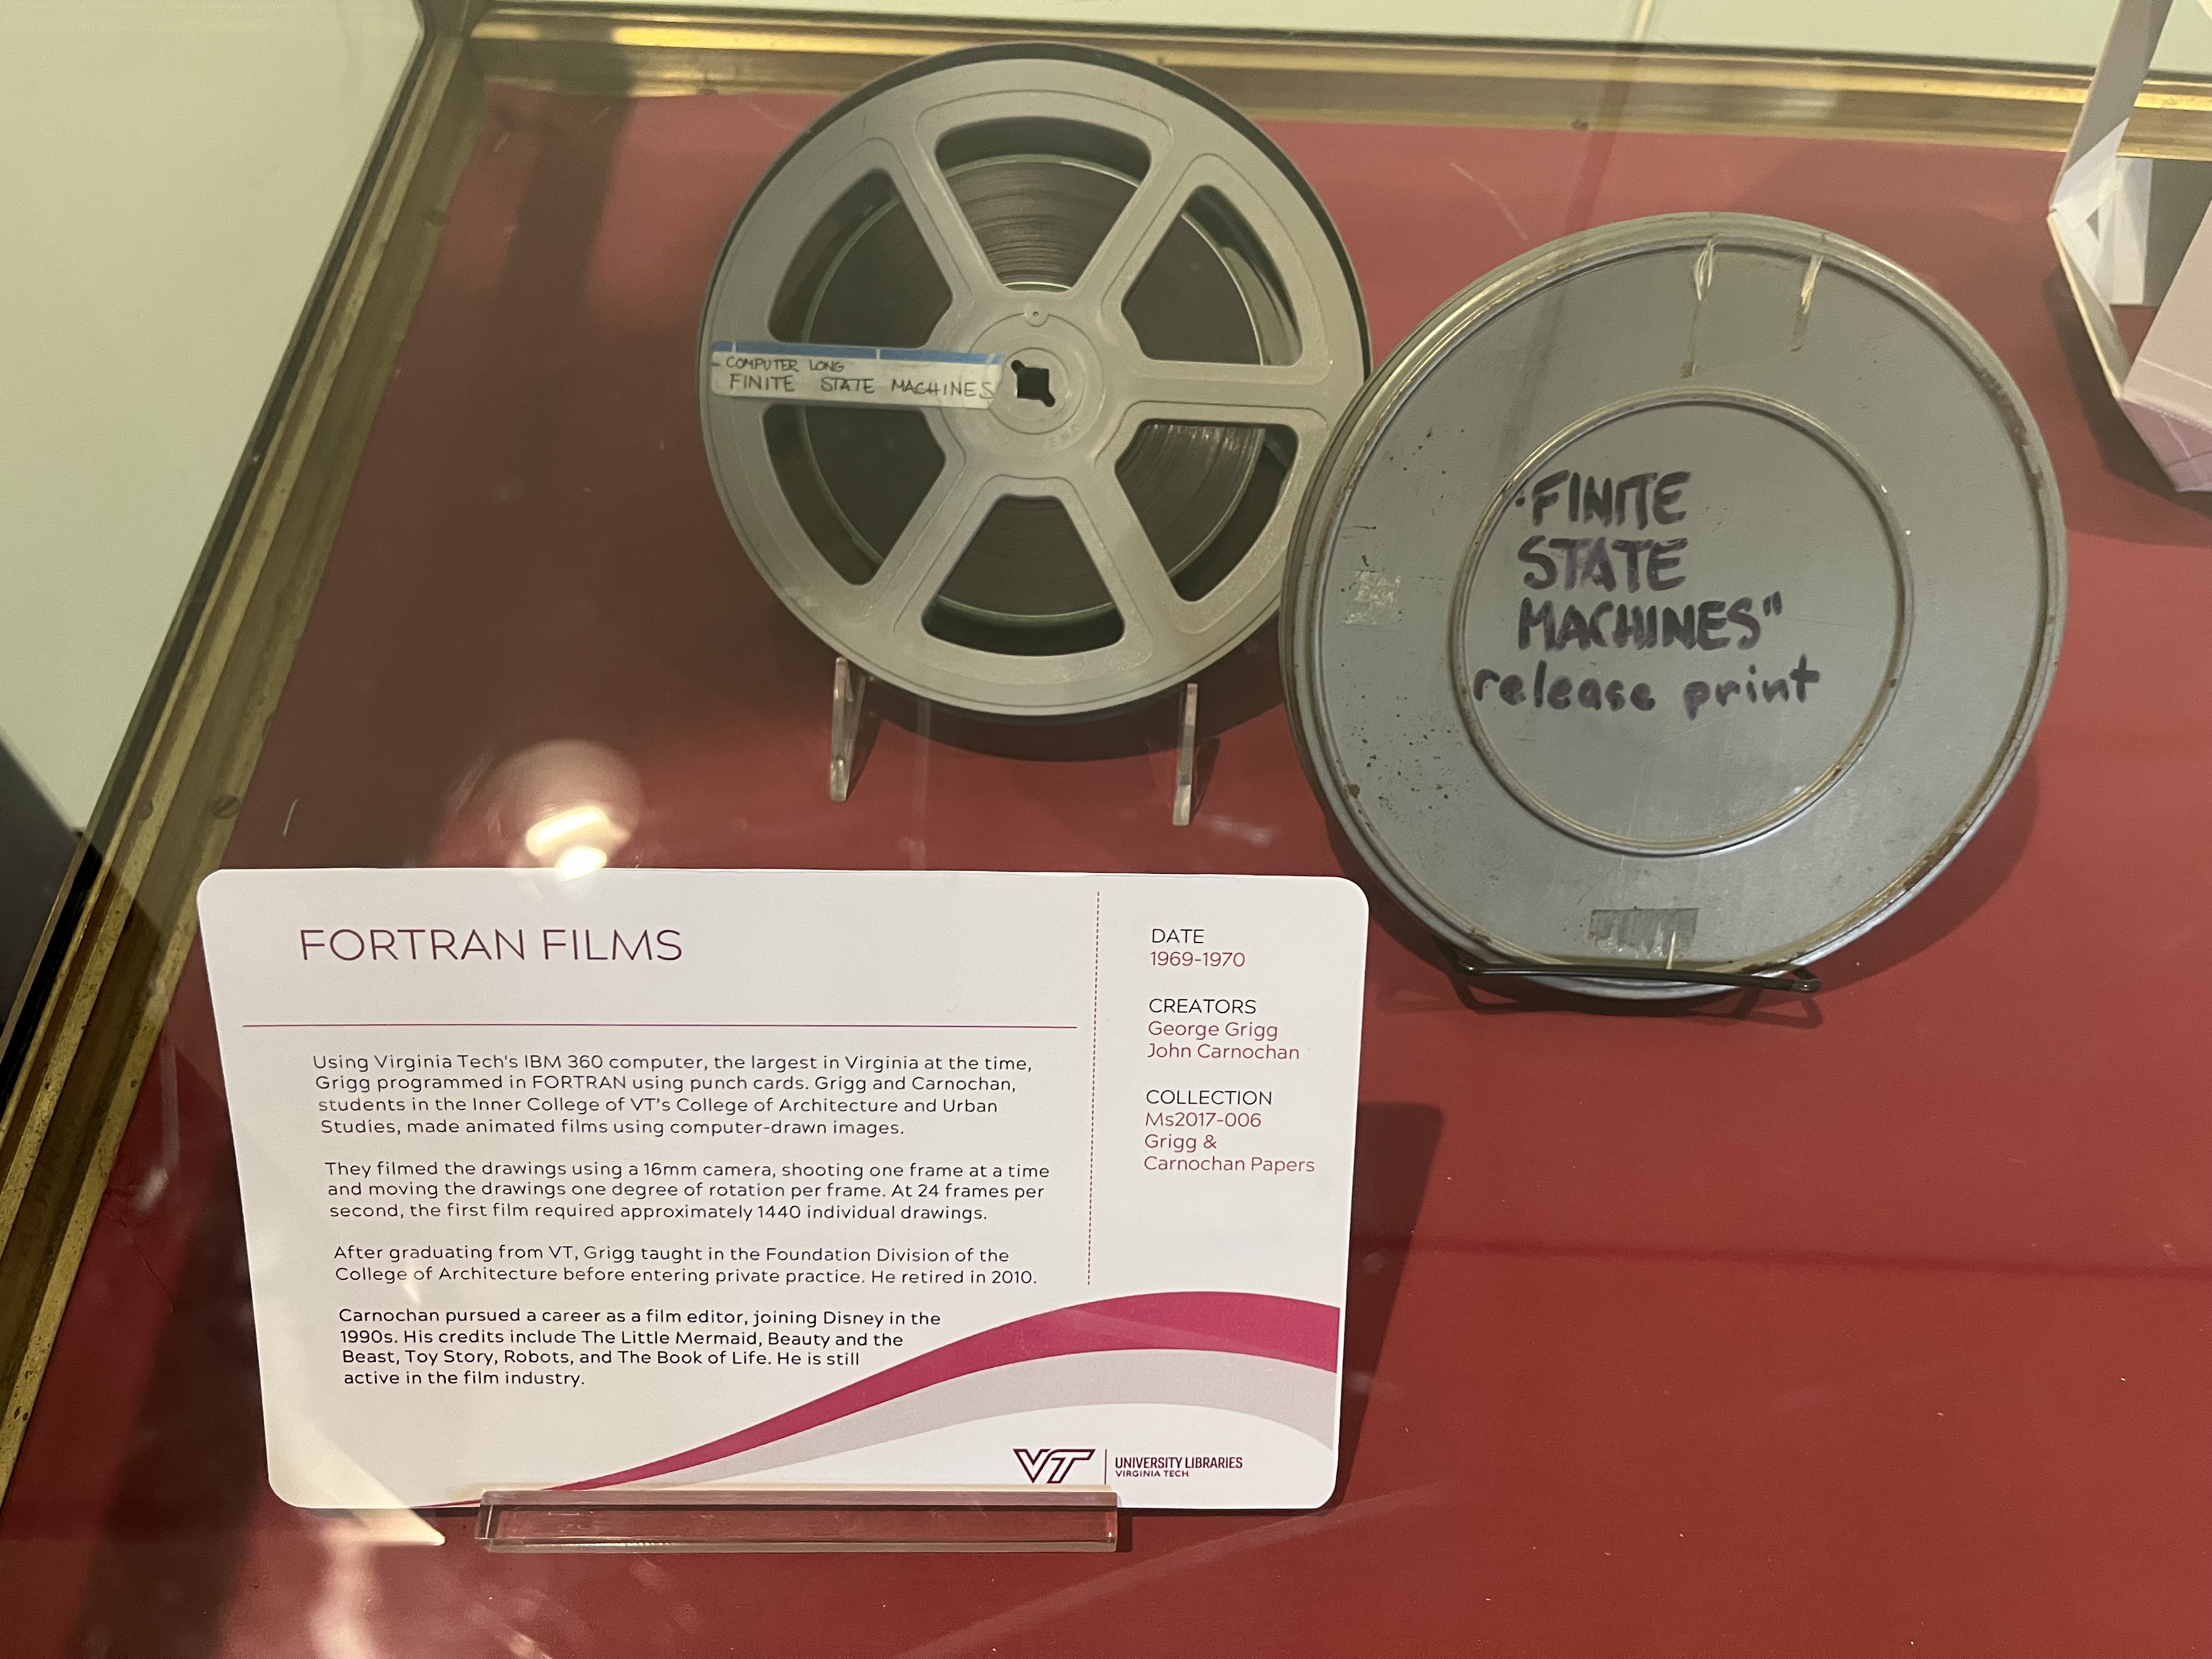 COMPUTER LONG
FINITE STATE MACHINES
"FINITE
STATE
MACHINES"
release print
FORTRAN FILMS
Using Virginia Tech's IBM 360 computer, the largest in Virginia at the time,
Grigg programmed in FORTRAN using punch cards. Grigg and Carnochan,
students in the Inner College of VT's College of Architecture and Urban
Studies, made animated films using computer-drawn images.
They filmed the drawings using a 16mm camera, shooting one frame at a time
and moving the drawings one degree of rotation per frame. At 24 frames per
second, the first film required approximately 1440 individual drawings.
After graduating from VT, Grigg taught in the Foundation Division of the
College of Architecture before entering private practice. He retired in 2010.
Carnochan pursued a career as a film editor, joining Disney in the
1990s. His credits include The Little Mermaid, Beauty and the
Beast, Toy Story, Robots, and The Book of Life. He is still
active in the film industry.
DATE
1969-1970
CREATORS
George Grigg
John Carnochan
COLLECTION
Ms2017-006
Grigg &
Carnochan Papers
VT
UNIVERSITY LIBRARIES
VIRGINIA TECH